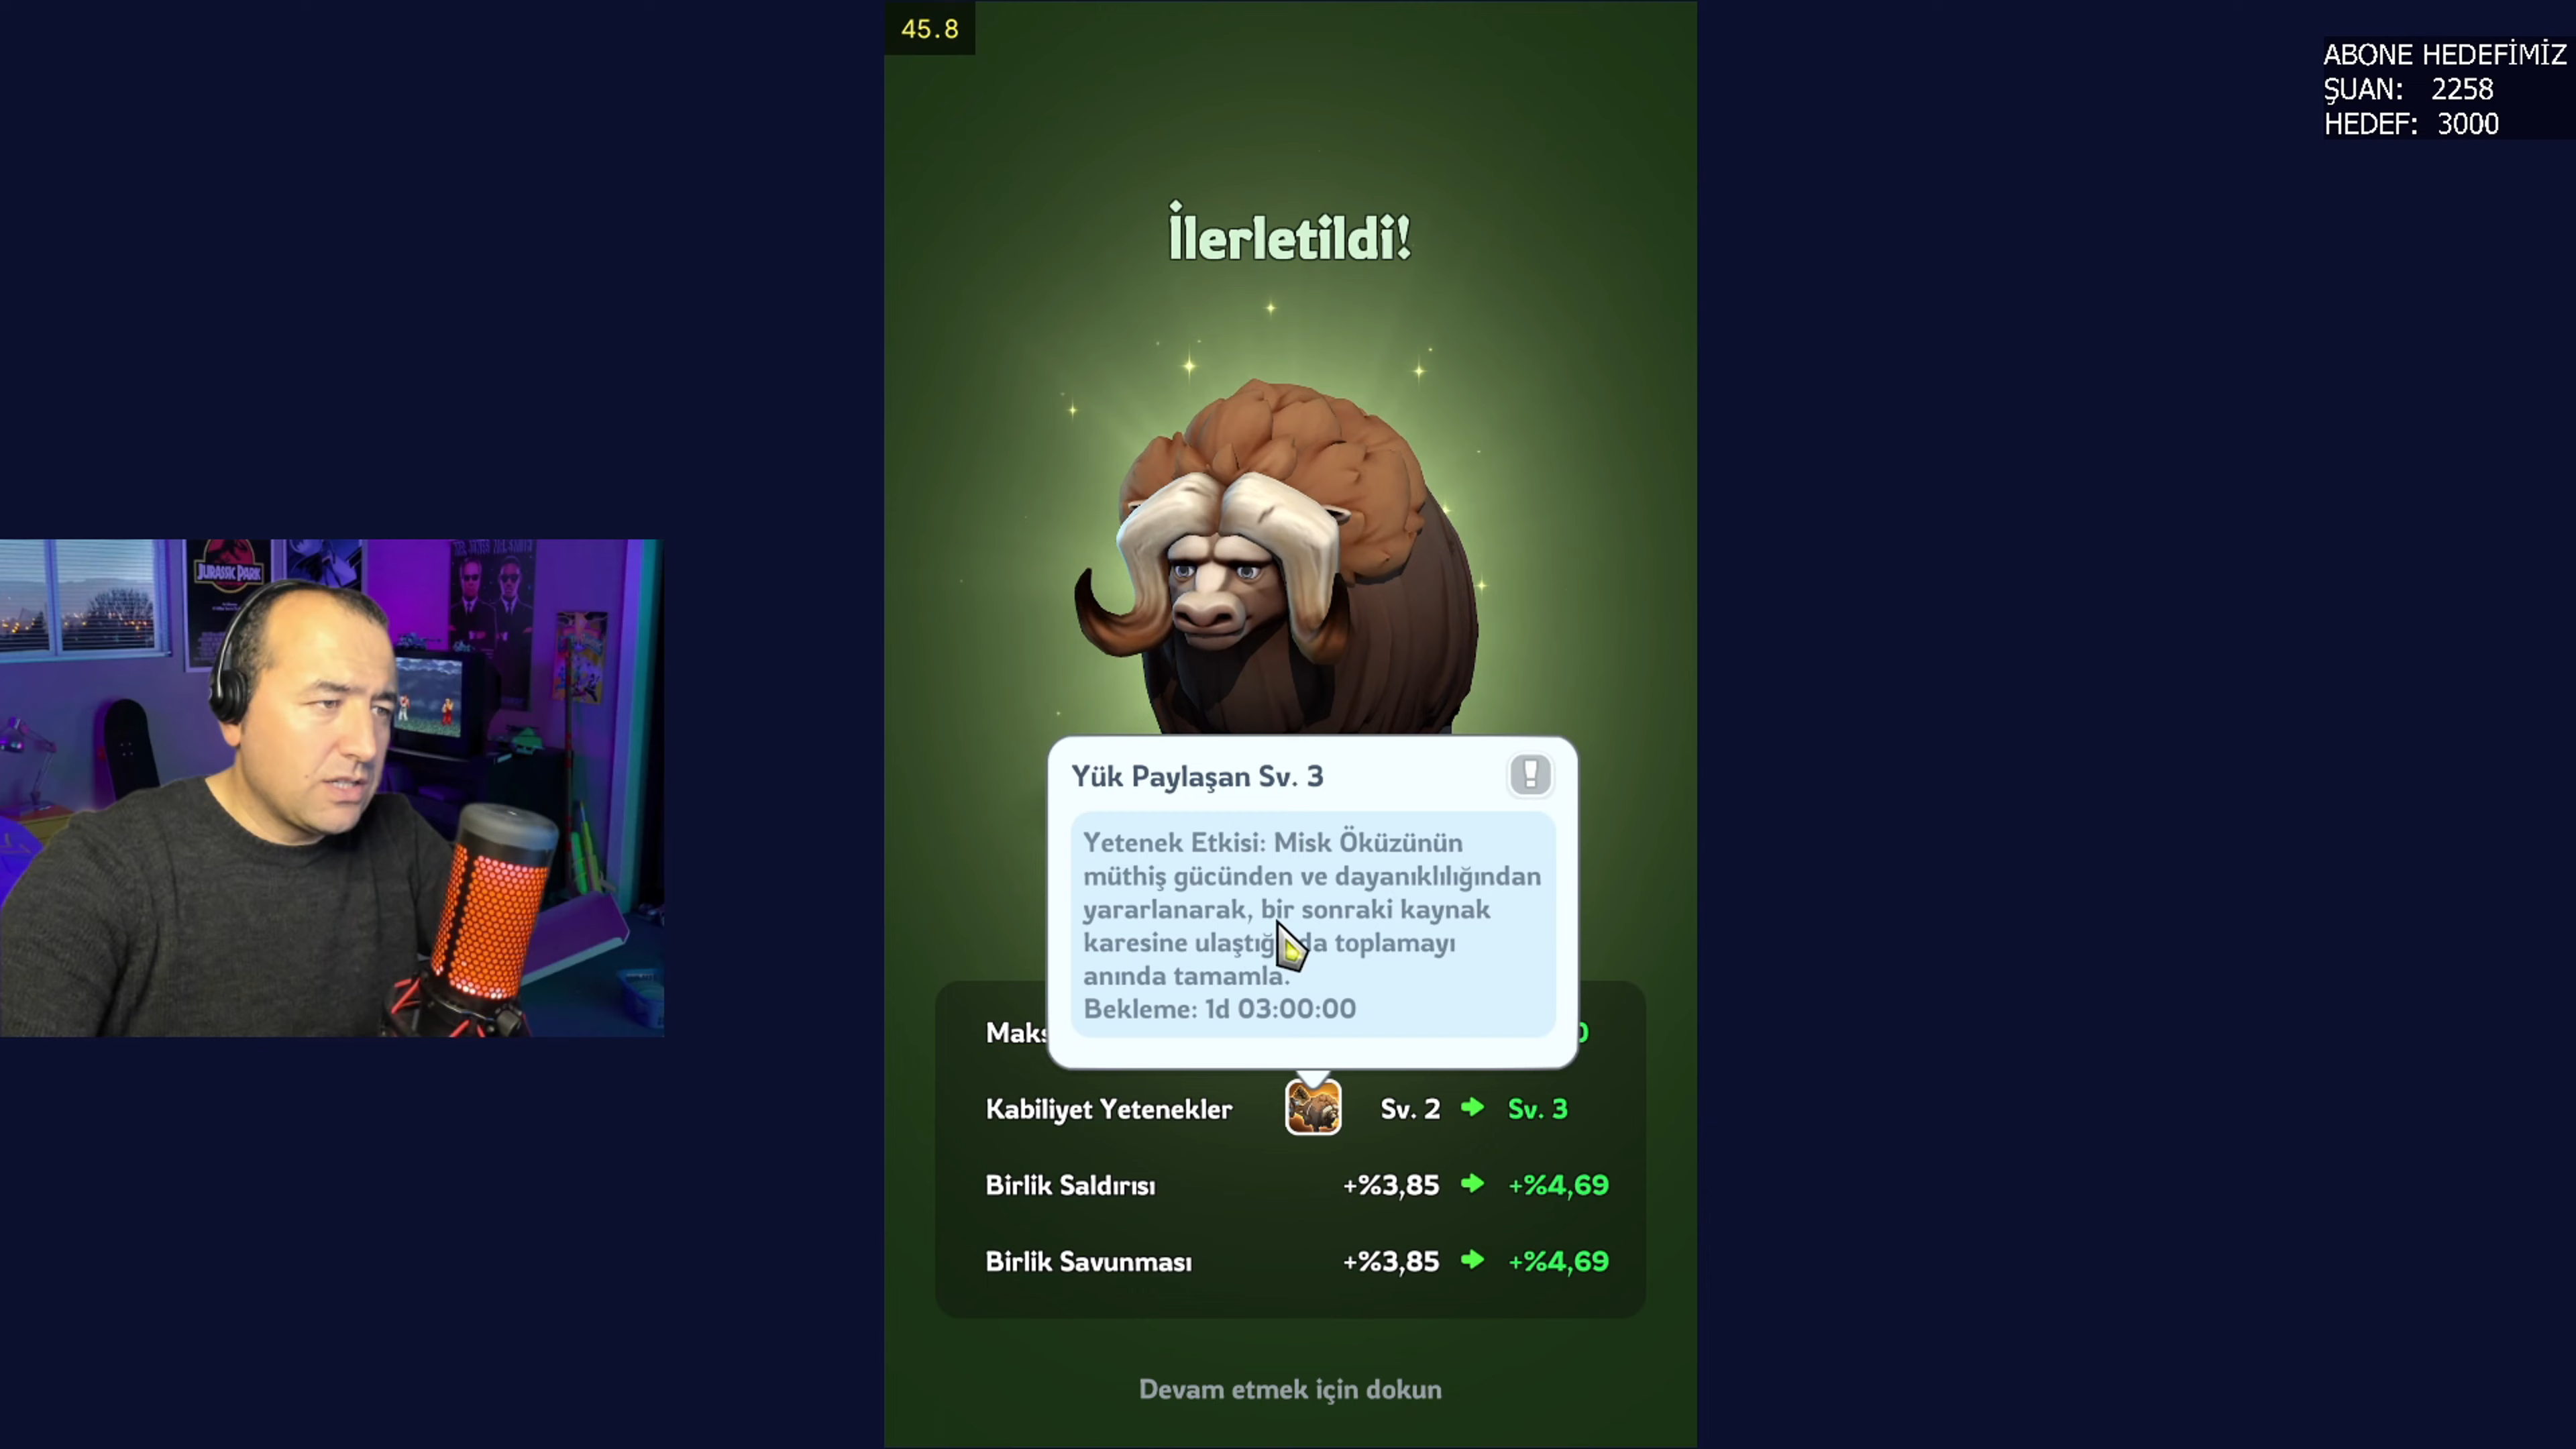 45.8
ABONE HEDEFİMİZ
ŞUAN: 2258
HEDEF: 3000
İlerletildi!
JURASSIC PARK
Yük Paylaşan Sv. 3
Yetenek Etkisi: Misk Öküzünün
müthiş gücünden ve dayanıklılığından
yararlanarak, bir sonraki kaynak
karesine toplamayı
anında tamamla.
Bekleme: 1d 03:00:00
Kabiliyet Yetenekler Sv. 2 Sv. 3
Birlik Saldırısı +%3,85 +%4,69
Birlik Savunması +%3,85 +%4,69
Devam etmek için dokun